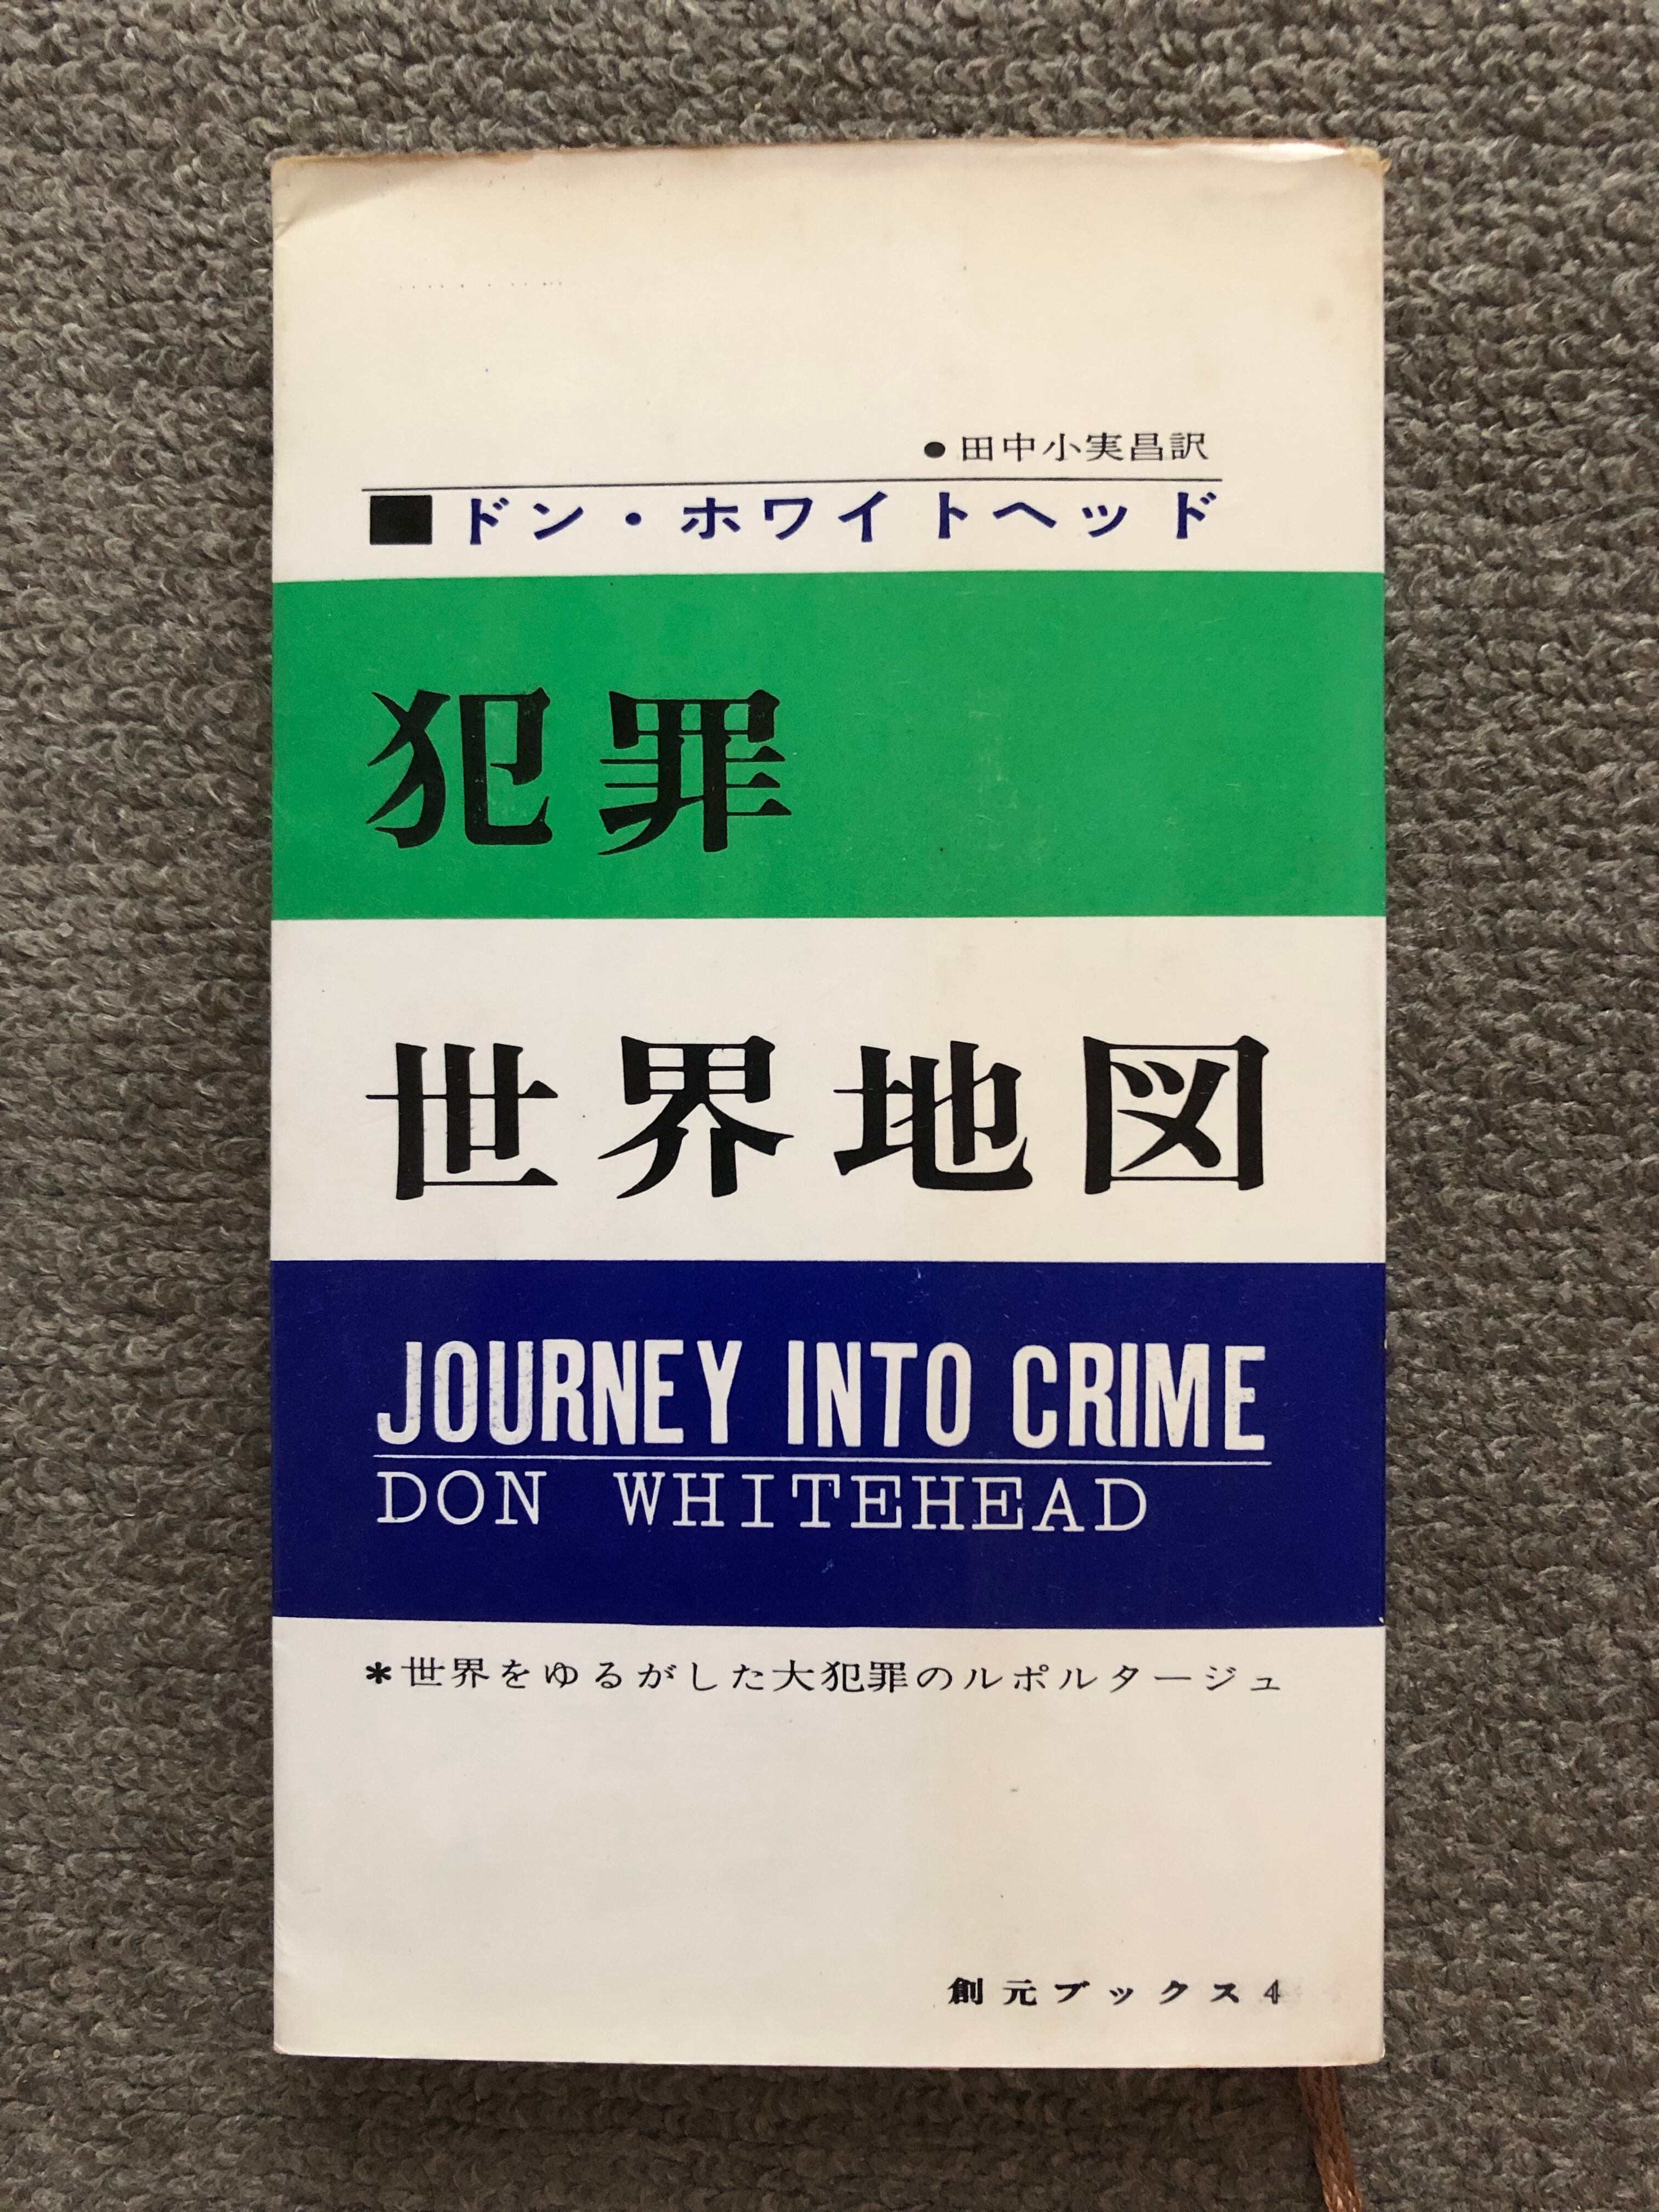 ●田中小実昌訳
■ドン・ホワイトヘッド
犯罪
世界地図
JOURNEY INTO CRIME
DON WHITEHEAD
*世界をゆるがした大犯罪のルポルタージュ
創元ブックス4